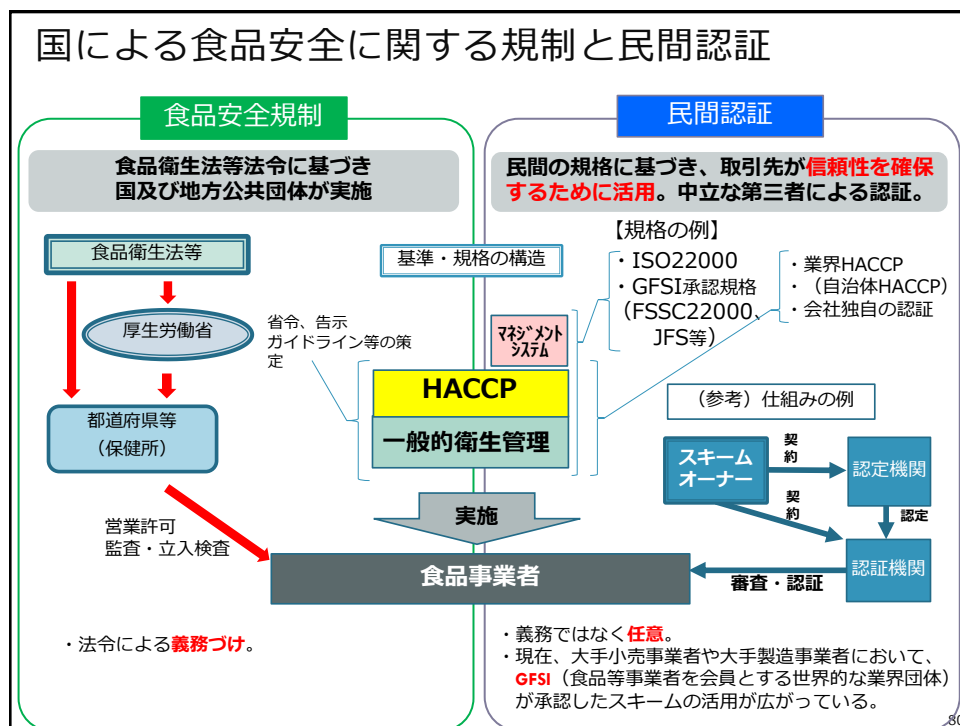 国による食品安全に関する規制と民間認証
食品安全規制
食品衛生法等法令に基づき
国及び地方公共団体が実施
食品衛生法等
厚生労働省
省令、告示
ガイドライン等の策
定
都道府県等
（保健所）
営業許可
監査・立入検査
・法令による義務づけ。
基準・規格の構造
ﾏﾈｼﾞﾒﾝﾄ
ｼｽﾃﾑ
HACCP
一般的衛生管理
実施
食品事業者
民間認証
民間の規格に基づき、取引先が信頼性を確保
するために活用。中立な第三者による認証。
【規格の例】
・ISO22000
・GFSI承認規格
（FSSC22000、
JFS等）
・業界HACCP
・（自治体HACCP）
・会社独自の認証
（参考）仕組みの例
スキーム
オーナー
契
約
認定機関
契
約
認定
認証機関
審査・認証
・義務ではなく任意。
・現在、大手小売事業者や大手製造事業者において、
GFSI（食品等事業者を会員とする世界的な業界団体）
が承認したスキームの活用が広がっている。
80